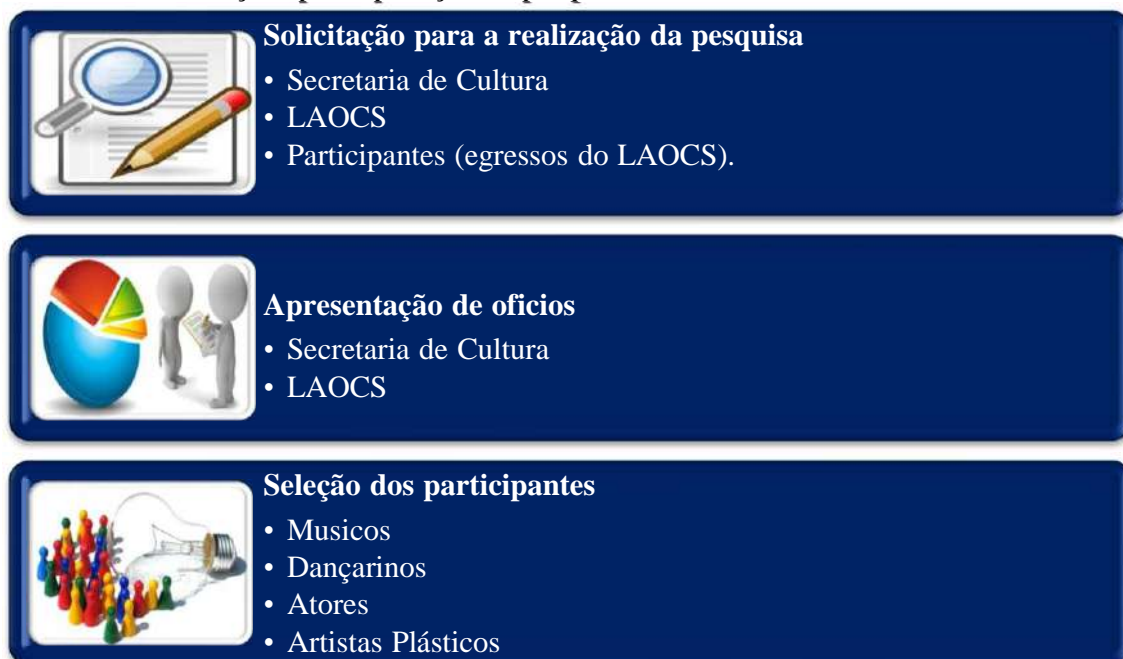 Solicitação para a realização da pesquisa
• Secretaria de Cultura
• LAOCS
• Participantes (egressos do LAOCS).
Apresentação de oficios
• Secretaria de Cultura
• LAOCS
Seleção dos participantes
• Musicos
• Dançarinos
• Atores
• Artistas Plásticos